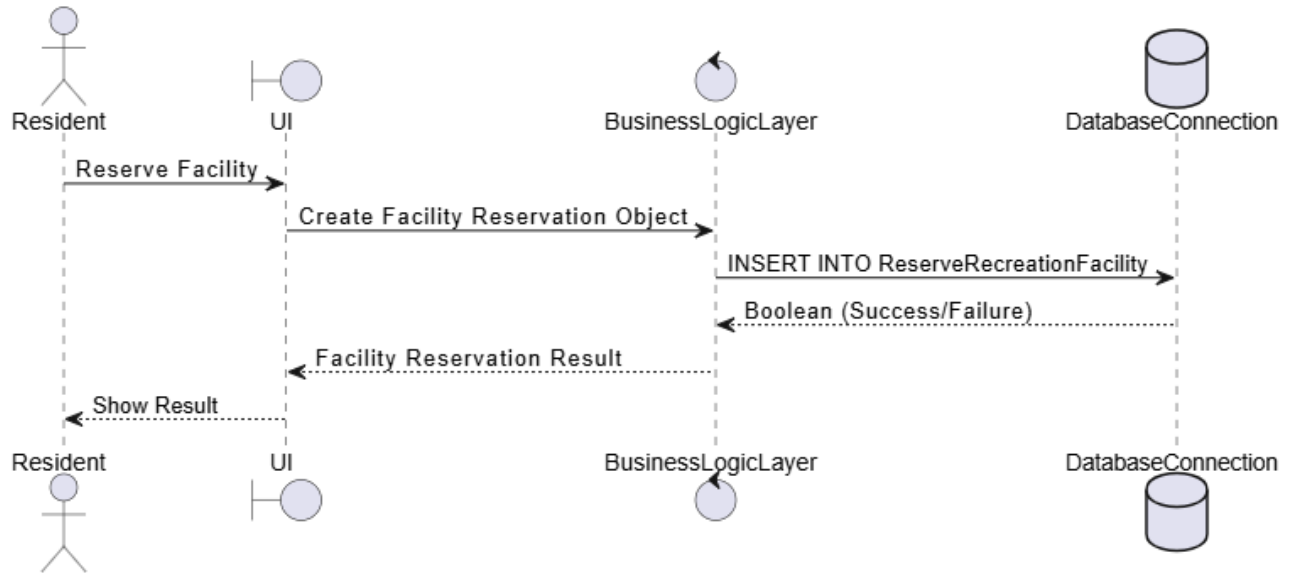 Resident
UI
BusinessLogicLayer
DatabaseConnection
Reserve Facility
Create Facility Reservation Object
INSERT INTO ReserveRecreationFacility
Boolean (Success/Failure)
Facility Reservation Result
Show Result
Resident
UI
BusinessLogicLayer
DatabaseConnection